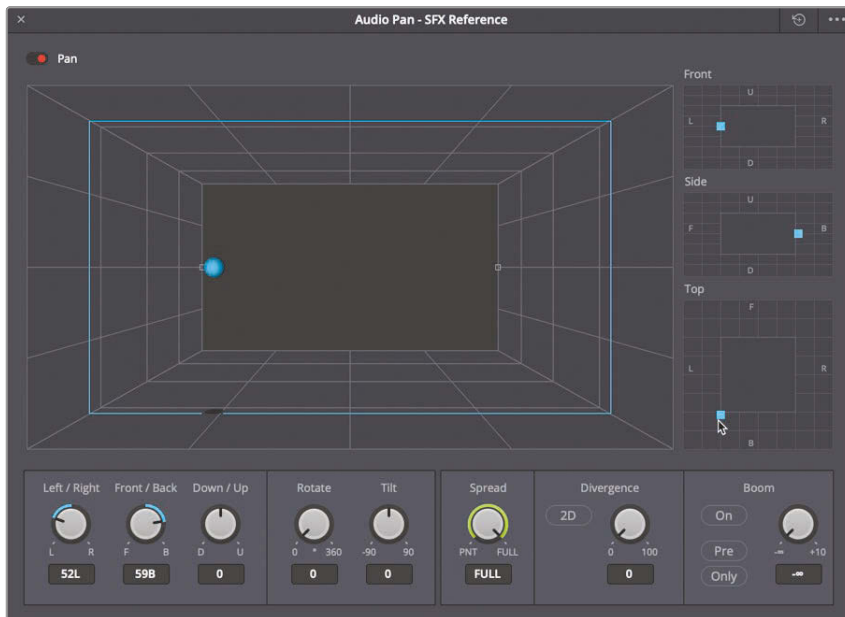 × Audio Pan - SFX Reference
Pan
Front
U
L R
D
Side
U
F B
D
Top
F
L R
B
Left / Right Front / Back Down / Up
L R F B D U
52L 59B 0
Rotate Tilt
0 ° 360 -90 90
0 0
Spread
PNT FULL
FULL
Divergence
2D
0 100
0
Boom
On
Pre
Only
-∞ +10
-∞